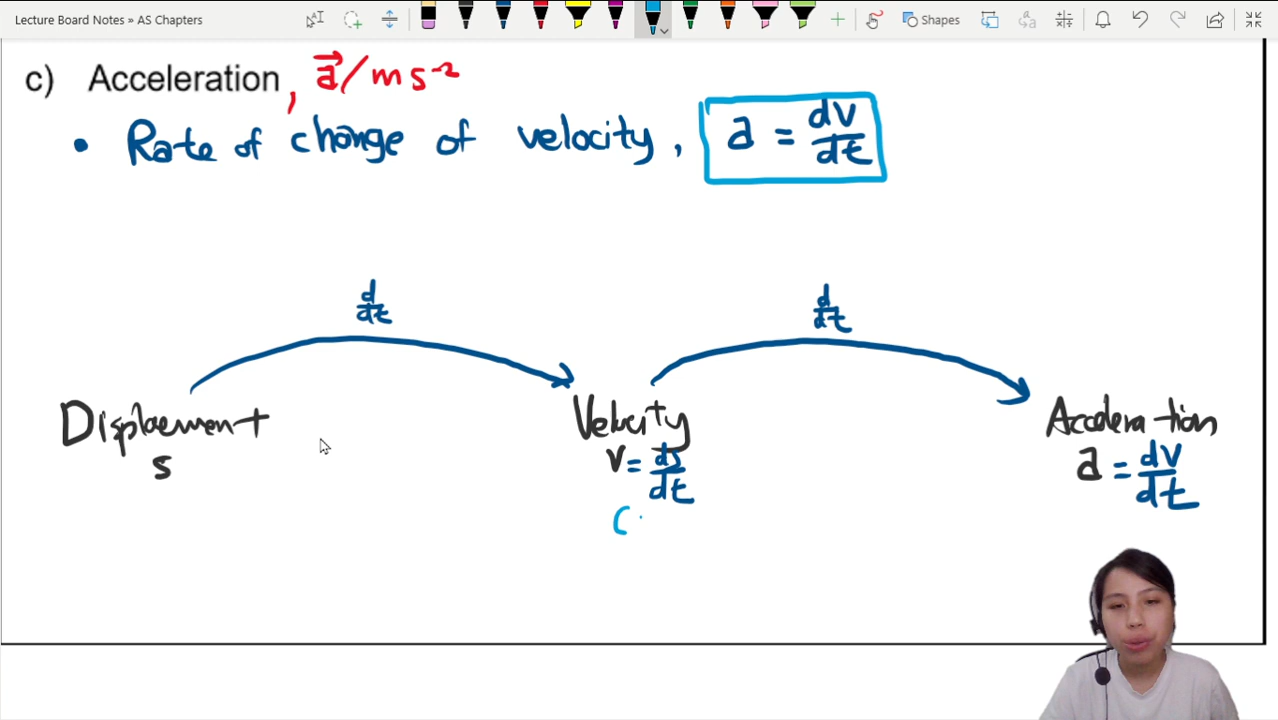 Lecture Board Notes » AS Chapters
Shapes
c) Acceleration, a⃗/m s⁻²
• Rate of change of velocity, a = dv/dt
d/dt d/dt
Displacement Velocity Acceleration
s v = ds/dt a = dv/dt
(